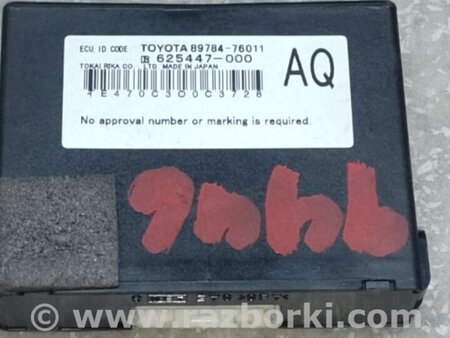 ECU. ID CODE TOYOTA 89784-76011
625447-000
TOKAI RIKA CO. LTD. MADE IN JAPAN
AQ
1E470C300C3728
No approval number or marking is required.
www.razborki.com